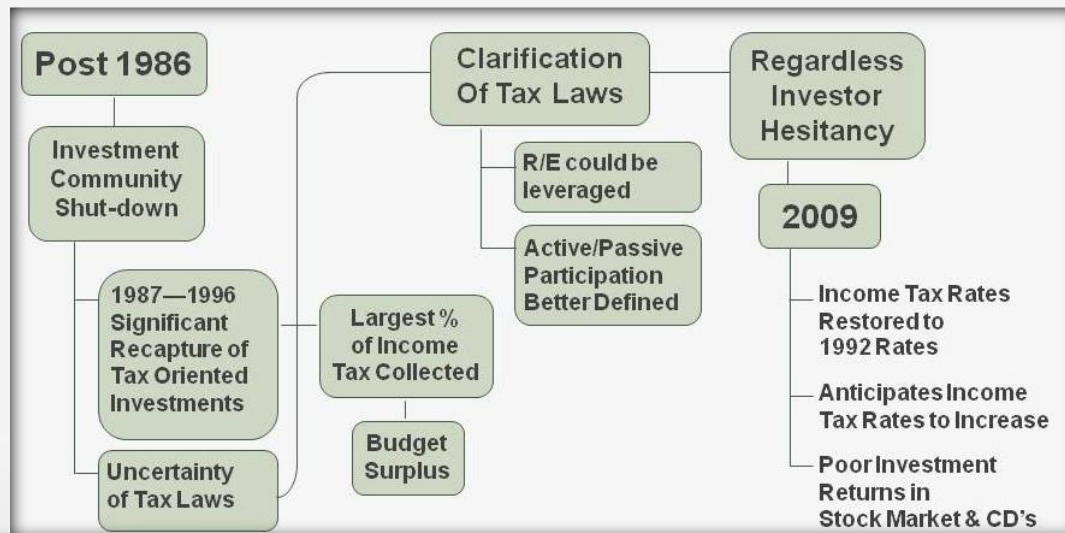 Post 1986
Investment
Community
Shut-down
1987—1996
Significant
Recapture of
Tax Oriented
Investments
Uncertainty
of Tax Laws
Largest %
of Income
Tax Collected
Budget
Surplus
Clarification
Of Tax Laws
R/E could be
leveraged
Active/Passive
Participation
Better Defined
Regardless
Investor
Hesitancy
2009
Income Tax Rates
Restored to
1992 Rates
Anticipates Income
Tax Rates to Increase
Poor Investment
Returns in
Stock Market & CD's